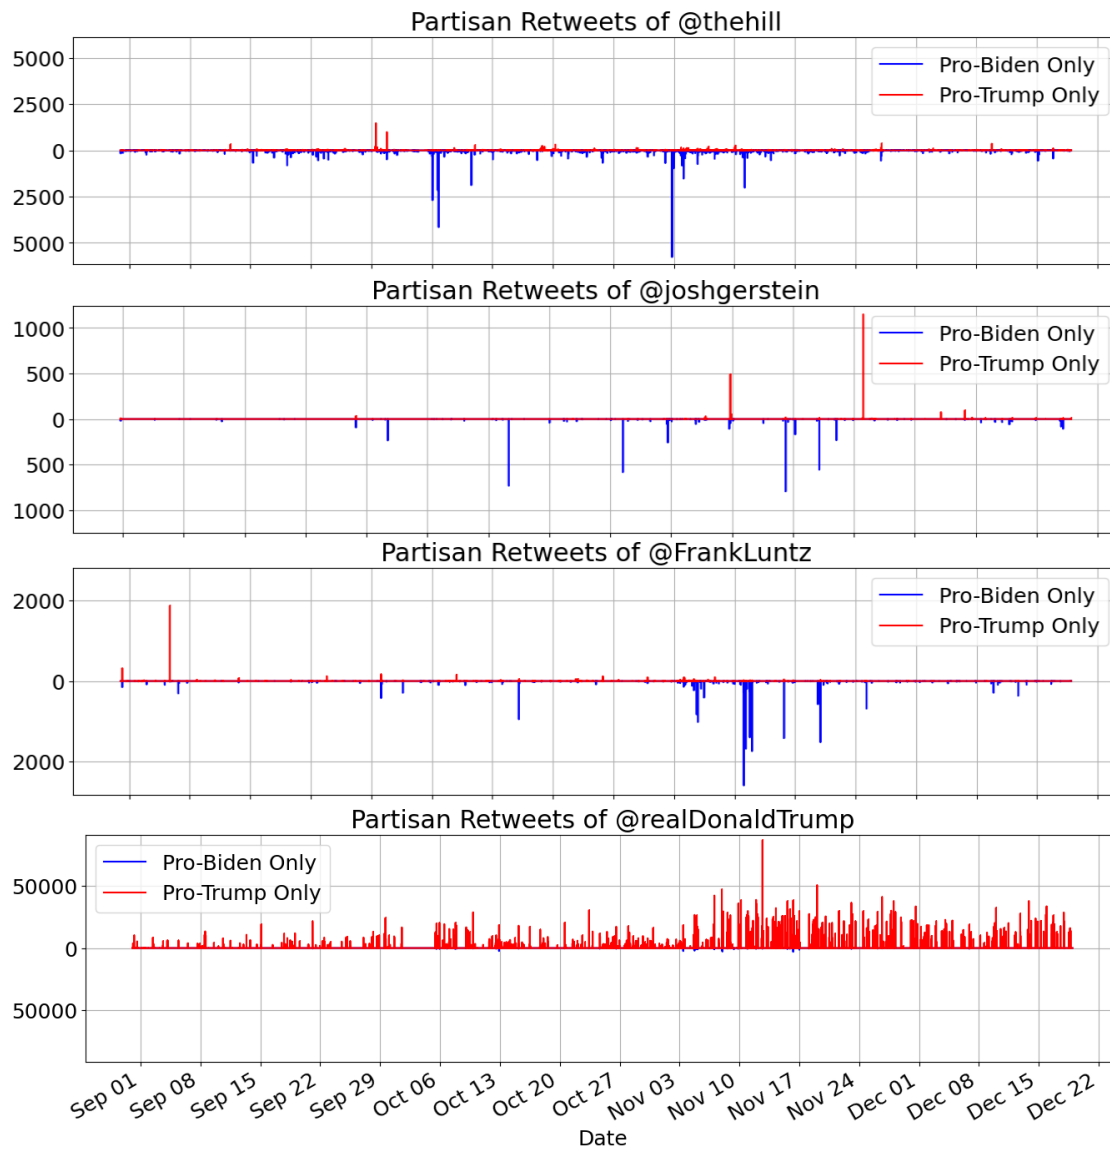 Partisan Retweets of @thehill
5000
2500
0
2500
5000
Pro-Biden Only
Pro-Trump Only
Partisan Retweets of @joshgerstein
1000
500
0
500
1000
Pro-Biden Only
Pro-Trump Only
Partisan Retweets of @FrankLuntz
2000
0
2000
Pro-Biden Only
Pro-Trump Only
Partisan Retweets of @realDonaldTrump
50000
0
50000
Pro-Biden Only
Pro-Trump Only
Sep 01 Sep 08 Sep 15 Sep 22 Sep 29 Oct 06 Oct 13 Oct 20 Oct 27 Nov 03 Nov 10 Nov 17 Nov 24 Dec 01 Dec 08 Dec 15 Dec 22
Date